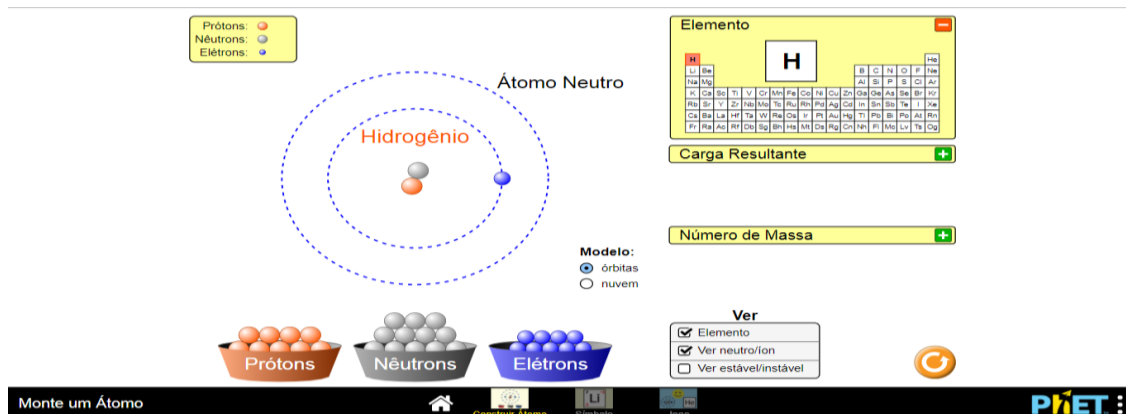 Prótons:
Nêutrons:
Elétrons:
Átomo Neutro
Hidrogênio
Elemento
H
H He
Li Be B C N O F Ne
Na Mg Al Si P S Cl Ar
K Ca Sc Ti V Cr Mn Fe Co Ni Cu Zn Ga Ge As Se Br Kr
Rb Sr Y Zr Nb Mo Tc Ru Rh Pd Ag Cd In Sn Sb Te I Xe
Cs Ba La Hf Ta W Re Os Ir Pt Au Hg Tl Pb Bi Po At Rn
Fr Ra Ac Rf Db Sg Bh Hs Mt Ds Rg Cn Nh Fl Mc Lv Ts Og
Carga Resultante
Número de Massa
Modelo:
órbitas
nuvem
Prótons
Nêutrons
Elétrons
Ver
Elemento
Ver neutro/íon
Ver estável/instável
Monte um Átomo
Construir Átomo
Li
Símbolo
Jogo
PhET